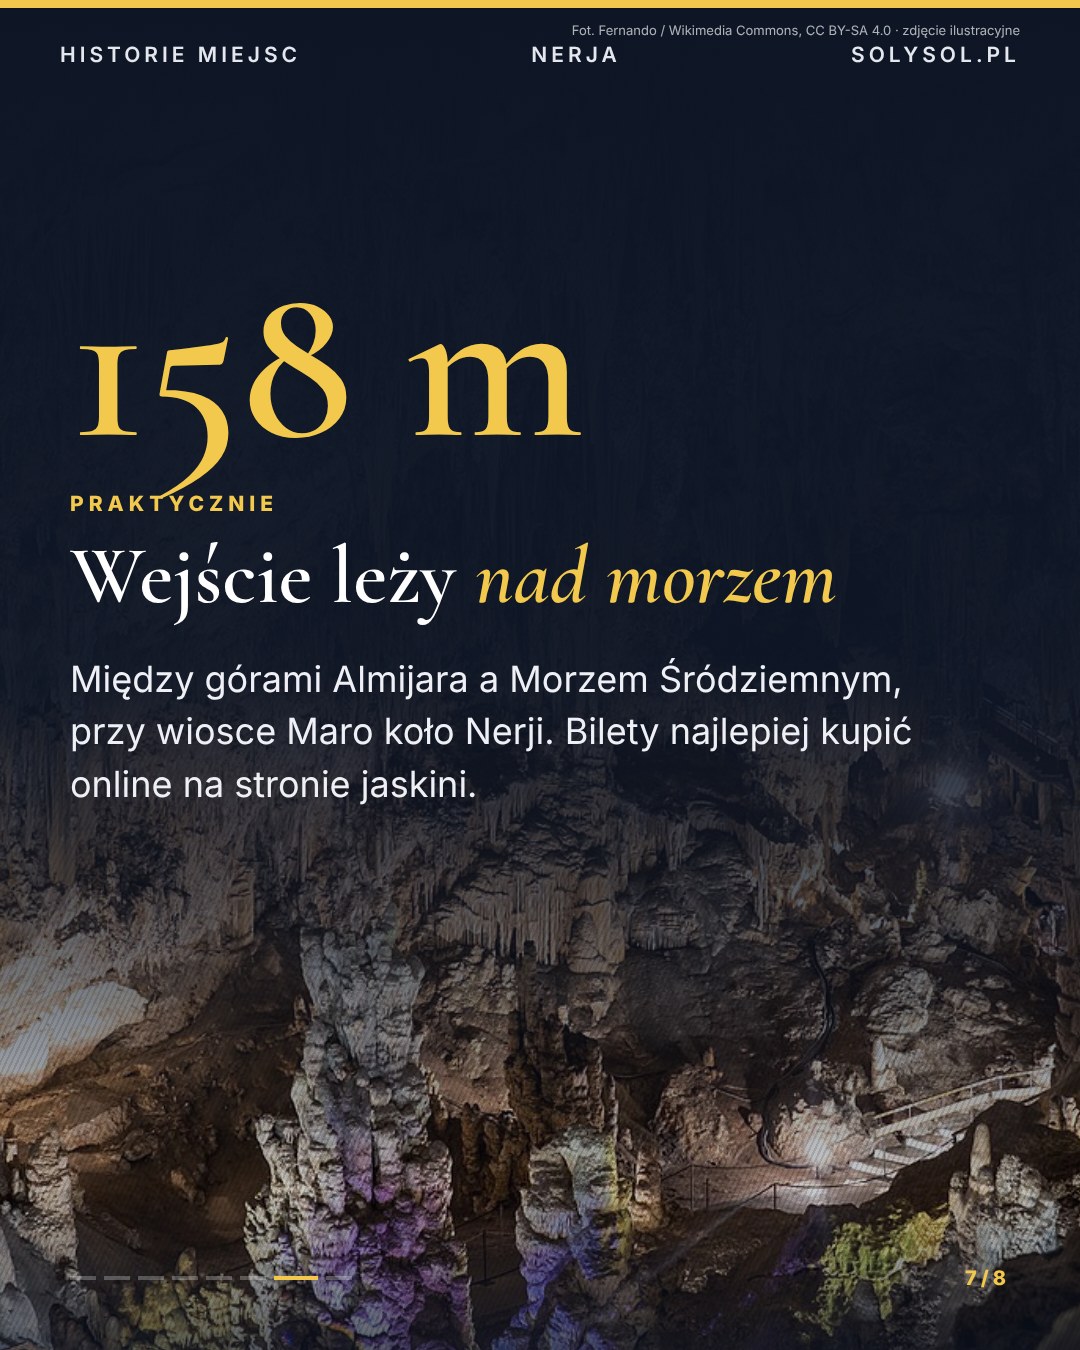 Fot. Fernando / Wikimedia Commons, CC BY-SA 4.0 · zdjęcie ilustracyjne
HISTORIE MIEJSC NERJA SOLYSOL.PL
158 m
PRAKTYCZNIE
Wejście leży nad morzem
Między górami Almijara a Morzem Śródziemnym,
przy wiosce Maro koło Nerji. Bilety najlepiej kupić
online na stronie jaskini.
7/8